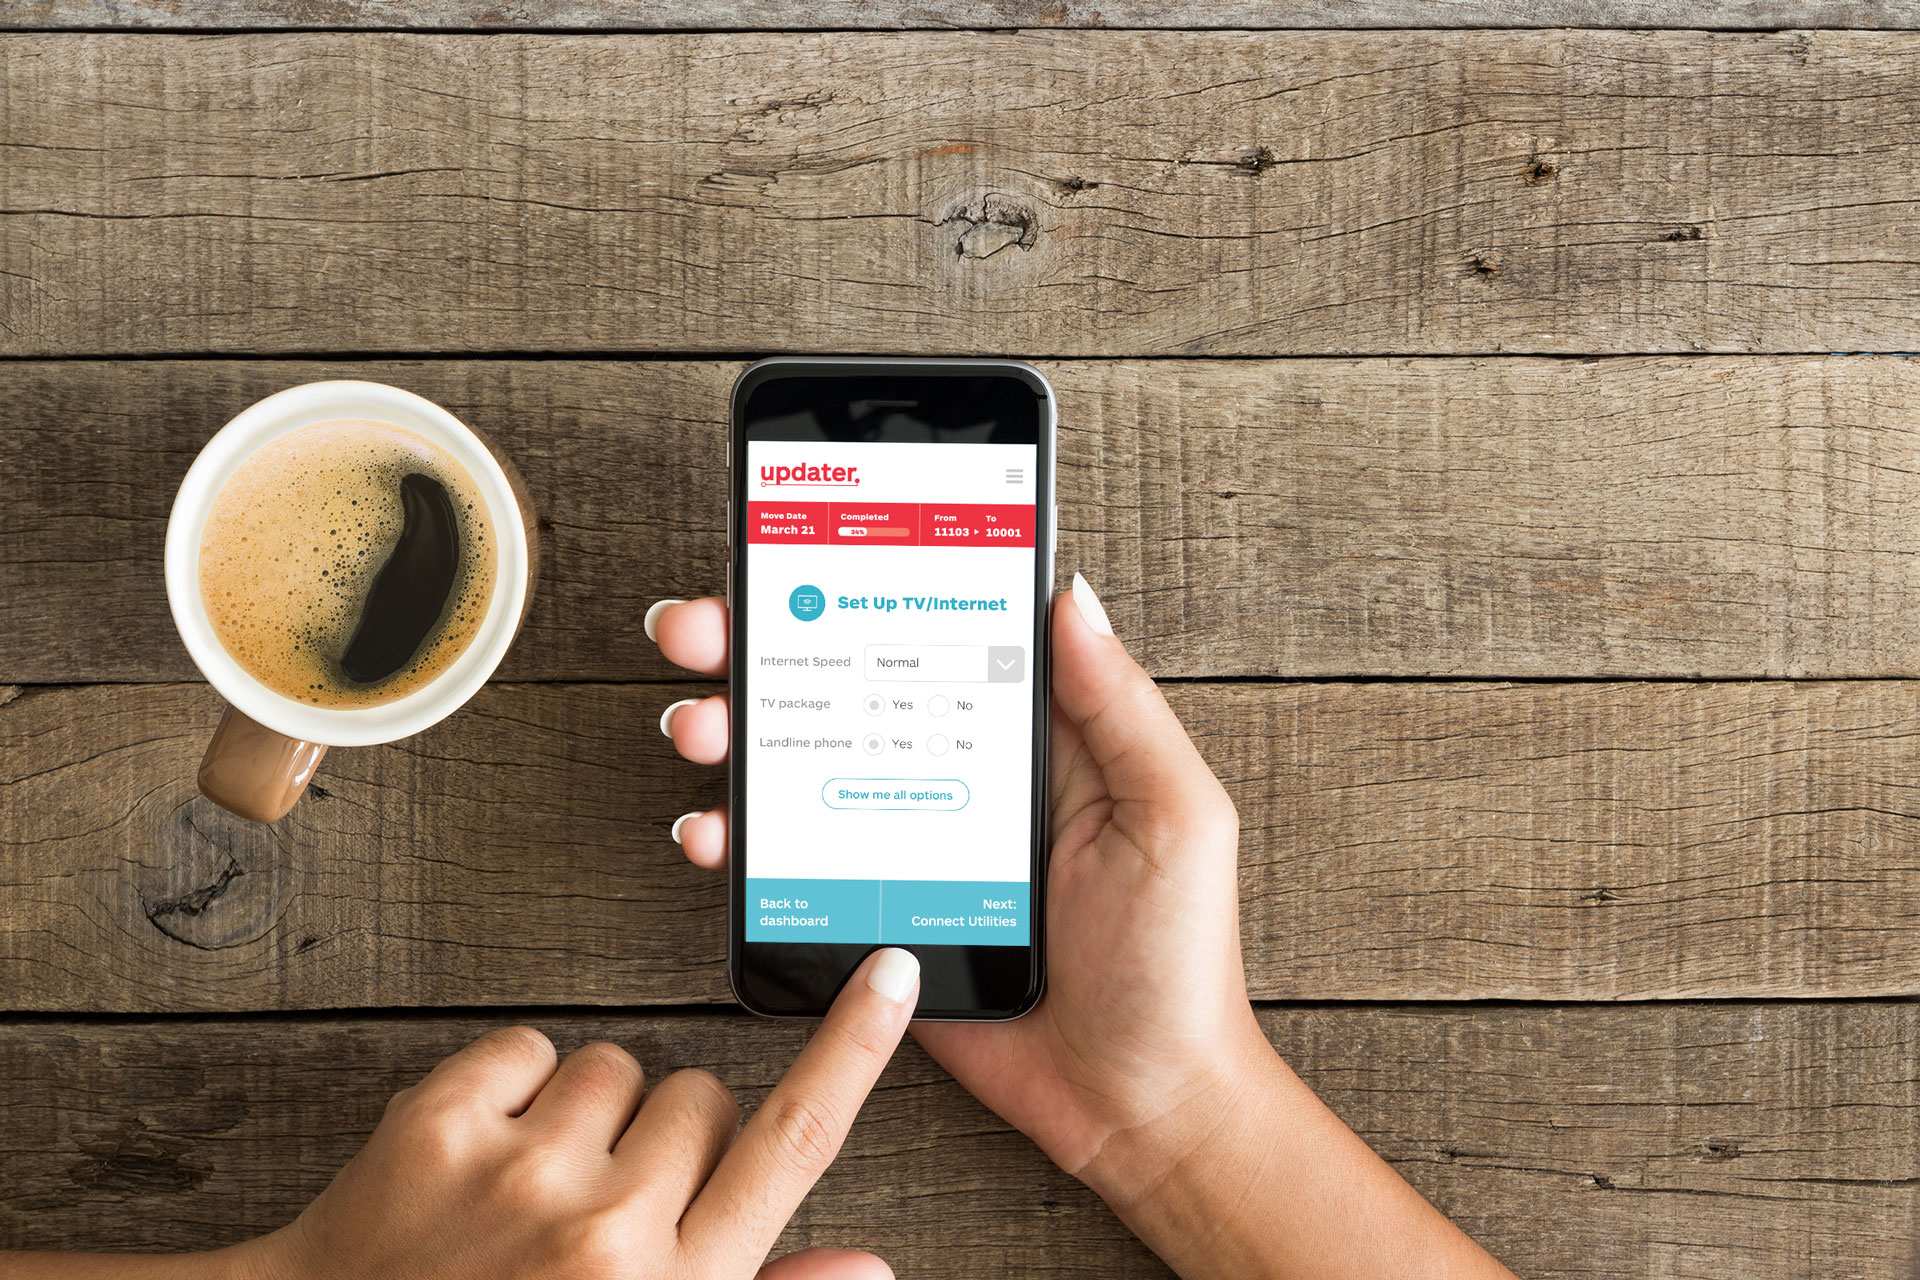 updater.
Move Date
March 21
Completed
34%
From To
11103 ▸ 10001
Set Up TV/Internet
Internet Speed Normal
TV package Yes No
Landline phone Yes No
Show me all options
Back to
dashboard
Next:
Connect Utilities